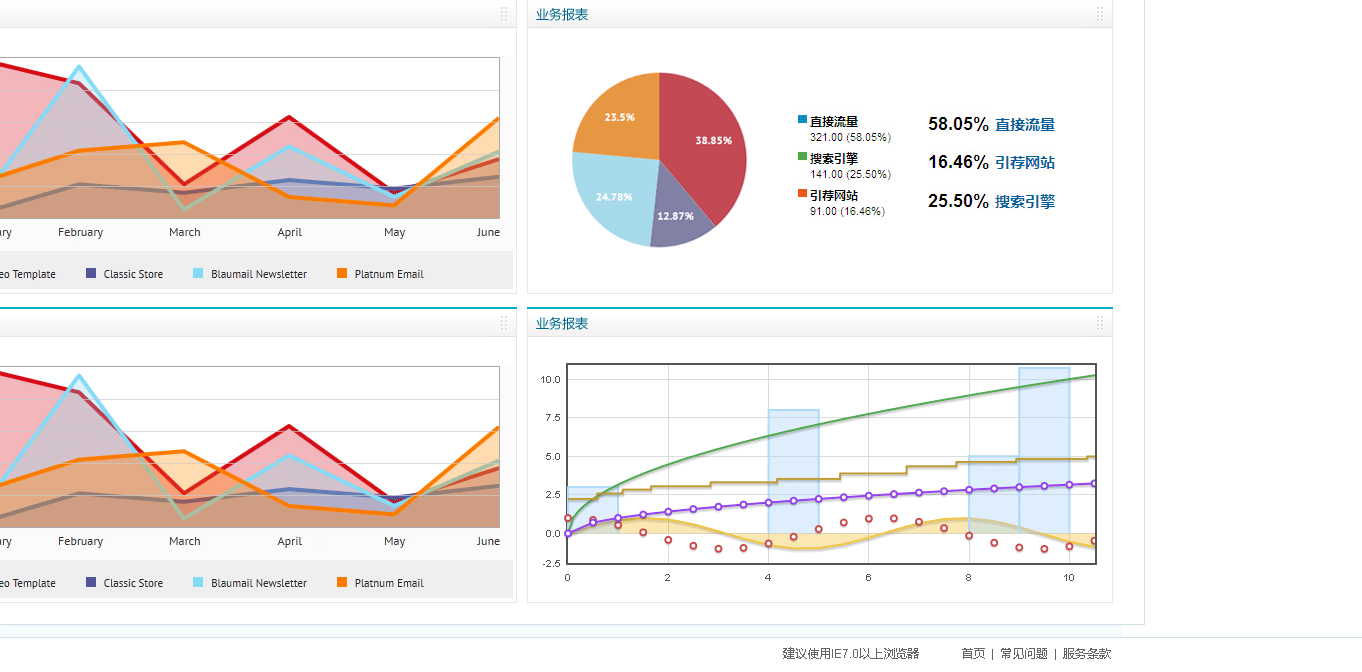 业务报表
ry February March April May June
eo Template Classic Store Blaumail Newsletter Platnum Email
23.5%
38.85%
24.78%
12.87%
直接流量
321.00 (58.05%)
搜索引擎
141.00 (25.50%)
引荐网站
91.00 (16.46%)
58.05% 直接流量
16.46% 引荐网站
25.50% 搜索引擎
业务报表
ry February March April May June
eo Template Classic Store Blaumail Newsletter Platnum Email
10.0
7.5
5.0
2.5
0.0
-2.5
0 2 4 6 8 10
建议使用IE7.0以上浏览器 首页 | 常见问题 | 服务条款